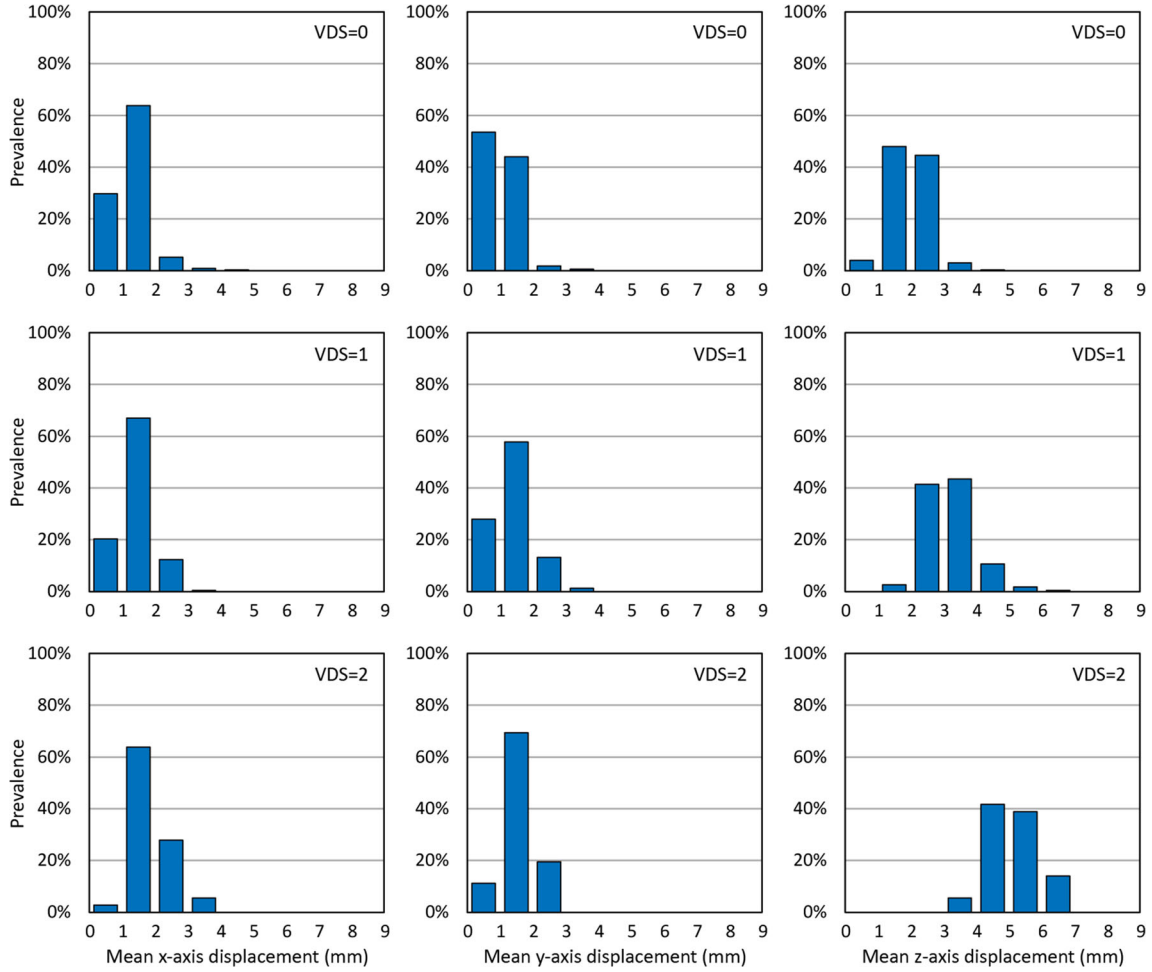 100% VDS=0 100% VDS=0 100% VDS=0
80% 80% 80%
60% 60% 60%
40% 40% 40%
20% 20% 20%
0% 0% 0%
Prevalence
0 1 2 3 4 5 6 7 8 9 0 1 2 3 4 5 6 7 8 9 0 1 2 3 4 5 6 7 8 9
100% VDS=1 100% VDS=1 100% VDS=1
80% 80% 80%
60% 60% 60%
40% 40% 40%
20% 20% 20%
0% 0% 0%
Prevalence
0 1 2 3 4 5 6 7 8 9 0 1 2 3 4 5 6 7 8 9 0 1 2 3 4 5 6 7 8 9
100% VDS=2 100% VDS=2 100% VDS=2
80% 80% 80%
60% 60% 60%
40% 40% 40%
20% 20% 20%
0% 0% 0%
Prevalence
0 1 2 3 4 5 6 7 8 9 0 1 2 3 4 5 6 7 8 9 0 1 2 3 4 5 6 7 8 9
Mean x-axis displacement (mm) Mean y-axis displacement (mm) Mean z-axis displacement (mm)